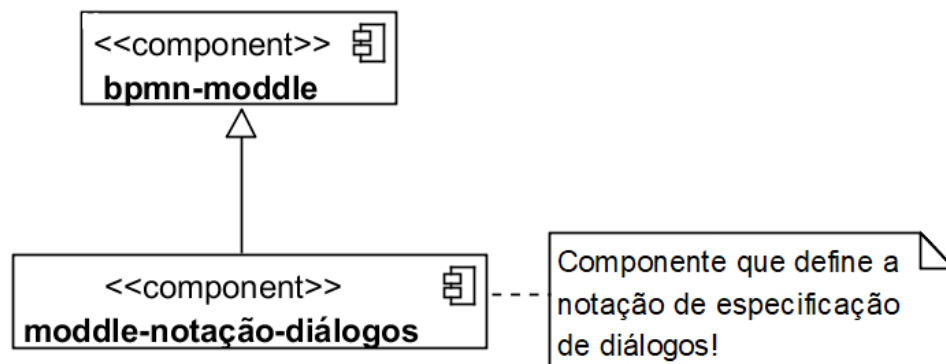 <<component>>
bpmn-moddle
<<component>>
moddle-notação-diálogos
Componente que define a
notação de especificação
de diálogos!